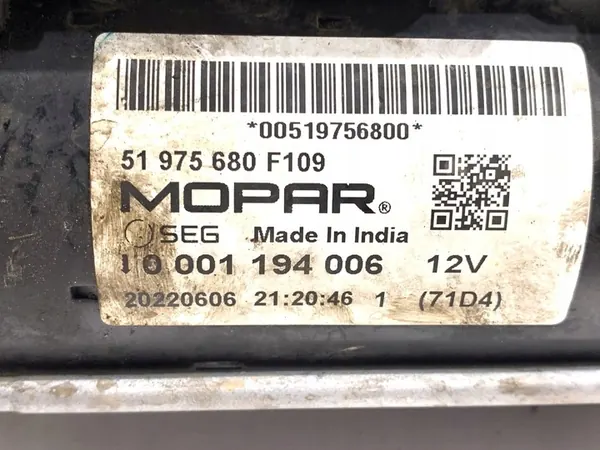 *00519756800*
51 975 680 F109
MOPAR®
SEG Made In India
0 001 194 006 12V
20220606 21:20:46 1 (71D4)